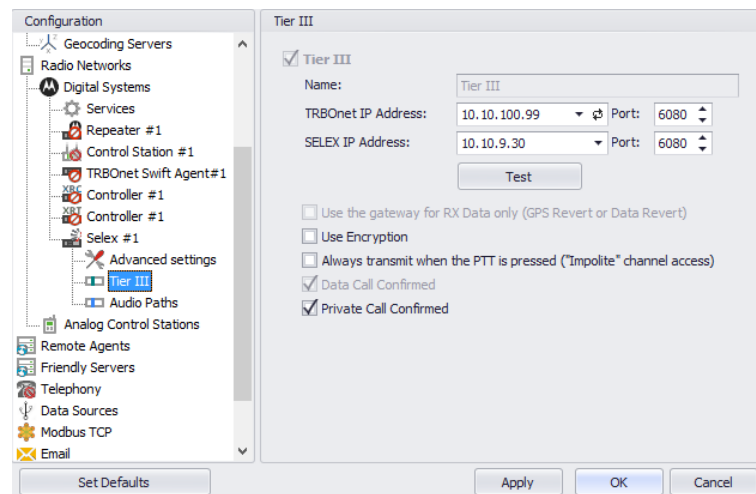 Configuration
Geocoding Servers
Radio Networks
Digital Systems
Services
Repeater #1
Control Station #1
TRBOnet Swift Agent#1
XRC Controller #1
XRT Controller #1
Selex #1
Advanced settings
Tier III
Audio Paths
Analog Control Stations
Remote Agents
Friendly Servers
Telephony
Data Sources
Modbus TCP
Email
Set Defaults
Tier III
Tier III
Name: Tier III
TRBOnet IP Address: 10.10.100.99 Port: 6080
SELEX IP Address: 10.10.9.30 Port: 6080
Test
Use the gateway for RX Data only (GPS Revert or Data Revert)
Use Encryption
Always transmit when the PTT is pressed ("Impolite" channel access)
Data Call Confirmed
Private Call Confirmed
Apply OK Cancel